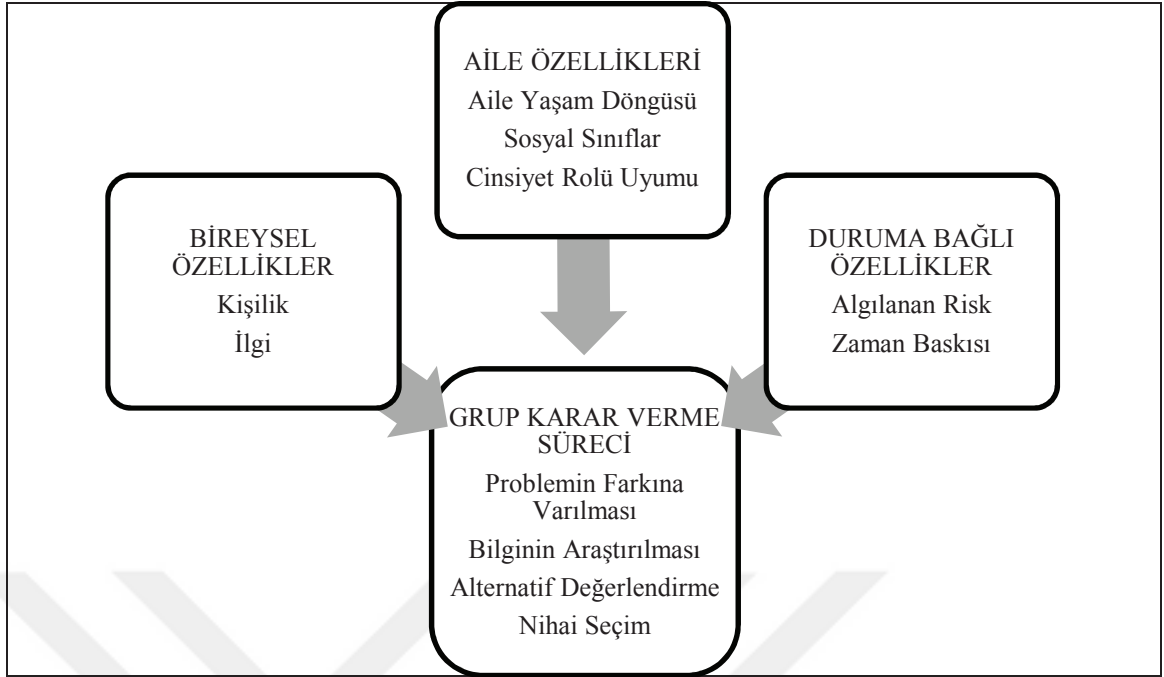 AİLE ÖZELLİKLERİ
Aile Yaşam Döngüsü
Sosyal Sınıflar
Cinsiyet Rolü Uyumu
BİREYSEL
ÖZELLİKLER
Kişilik
İlgi
DURUMA BAĞLI
ÖZELLİKLER
Algılanan Risk
Zaman Baskısı
GRUP KARAR VERME
SÜRECİ
Problemin Farkına
Varılması
Bilginin Araştırılması
Alternatif Değerlendirme
Nihai Seçim